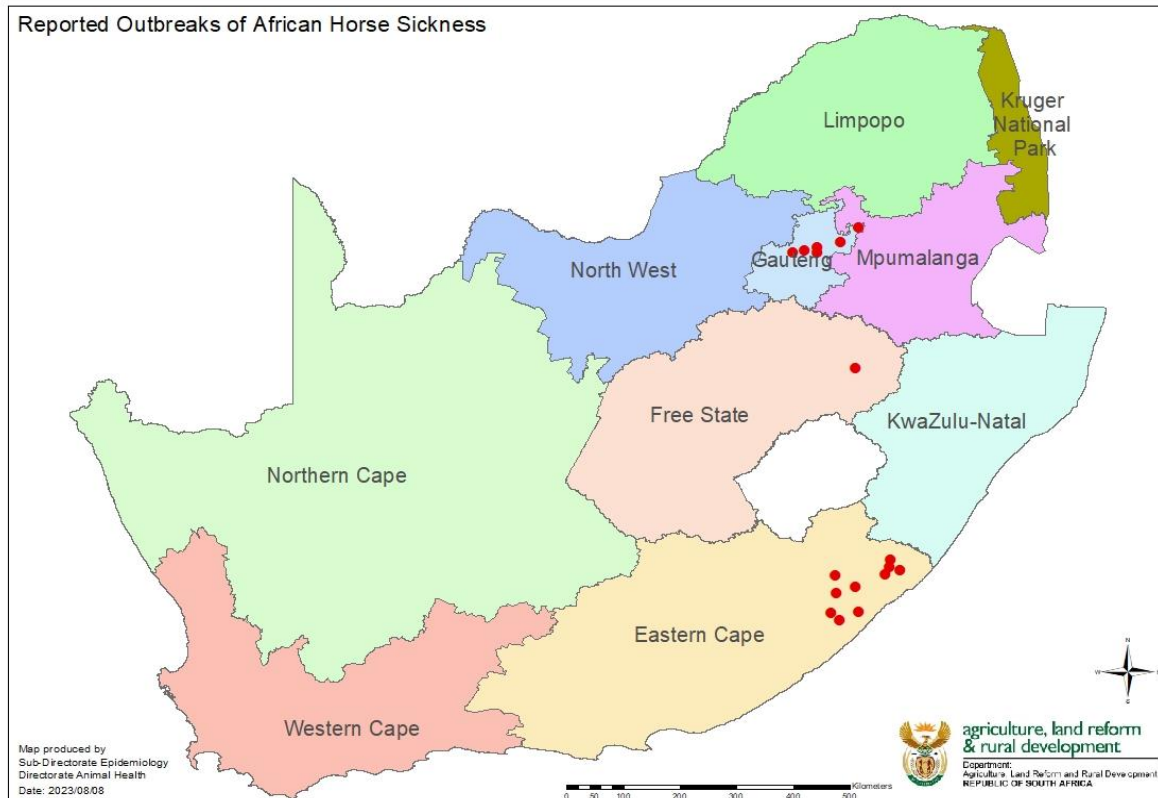 Reported Outbreaks of African Horse Sickness
Limpopo
Kruger
National
Park
North West
Gauteng
Mpumalanga
Free State
KwaZulu-Natal
Northern Cape
Eastern Cape
Western Cape
N
W
E
S
Map produced by
Sub-Directorate Epidemiology
Directorate Animal Health
Date: 2023/08/08
Kilometers
0 50 100 200 300 400 500
agriculture, land reform
& rural development
Department:
Agriculture, Land Reform and Rural Development
REPUBLIC OF SOUTH AFRICA